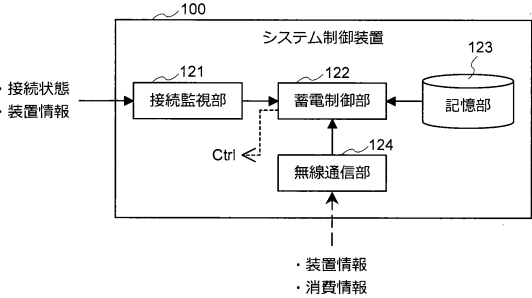 100
システム制御装置
121
122
123
・接続状態
・装置情報
接続監視部
蓄電制御部
記憶部
Ctrl
124
無線通信部
・装置情報
・消費情報